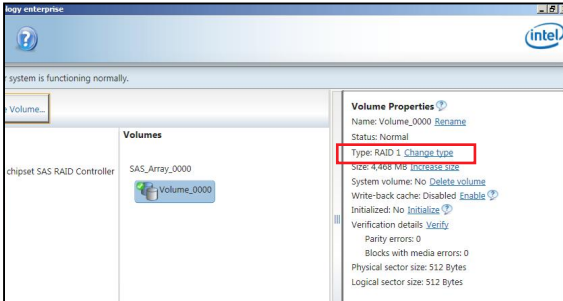 logy enterprise
intel
system is functioning normally.
Volume...
Volumes
chipset SAS RAID Controller
SAS_Array_0000
Volume_0000
Volume Properties
Name: Volume_0000 Rename
Status: Normal
Type: RAID 1 Change type
Size: 4,468 MB Increase size
System volume: No Delete volume
Write-back cache: Disabled Enable
Initialized: No Initialize
Verification details Verify
Parity errors: 0
Blocks with media errors: 0
Physical sector size: 512 Bytes
Logical sector size: 512 Bytes